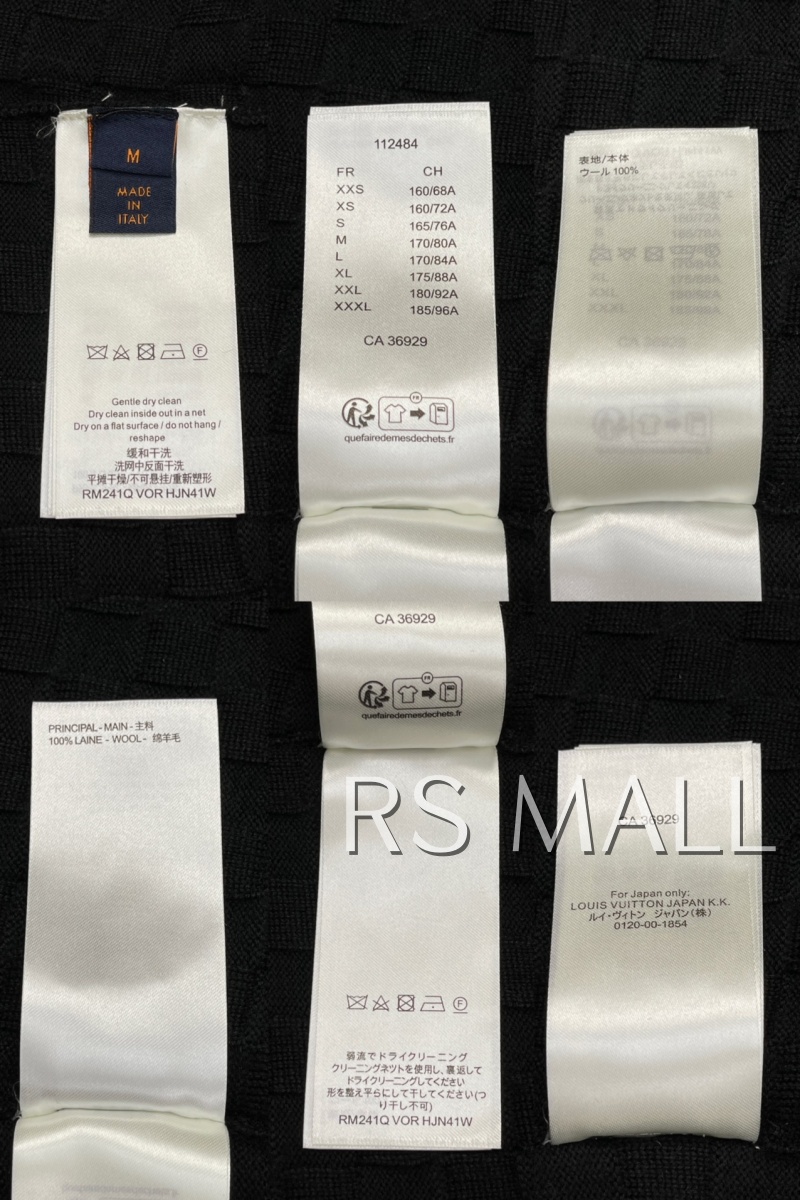 M
MADE
IN
ITALY
Gentle dry clean
Dry clean inside out in a net
Dry on a flat surface / do not hang /
reshape
缓和干洗
洗网中反面干洗
平摊干燥/不可悬挂/重新塑形
RM241Q VOR HJN41W
112484
FR CH
XXS 160/68A
XS 160/72A
S 165/76A
M 170/80A
L 170/84A
XL 175/88A
XXL 180/92A
XXXL 185/96A
CA 36929
FR
quefairedemesdechets.fr
表地/本体
ウール 100%
PRINCIPAL - MAIN - 主料
100% LAINE - WOOL - 绵羊毛
CA 36929
FR
quefairedemesdechets.fr
弱流でドライクリーニング
クリーニングネットを使用し、裏返して
ドライクリーニングしてください
形を整え平らにして干してください(つ
り干し不可)
RM241Q VOR HJN41W
RS MALL
CA 36929
For Japan only:
LOUIS VUITTON JAPAN K.K.
ルイ・ヴィトン ジャパン(株)
0120-00-1854